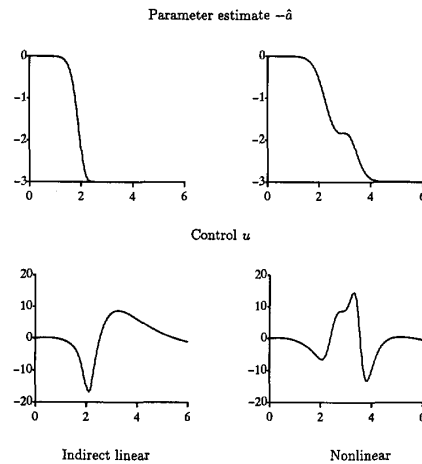 Parameter estimate −â
0 0
−1 −1
−2 −2
−3 −3
0 2 4 6 0 2 4 6
Control u
20 20
10 10
0 0
−10 −10
−20 −20
0 2 4 6 0 2 4 6
Indirect linear Nonlinear